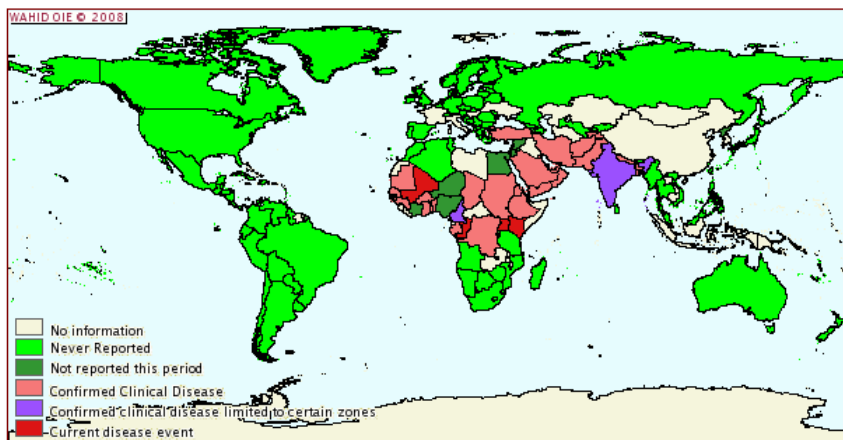 WAHID OIE © 2008
No information
Never Reported
Not reported this period
Confirmed Clinical Disease
Confirmed clinical disease limited to certain zones
Current disease event